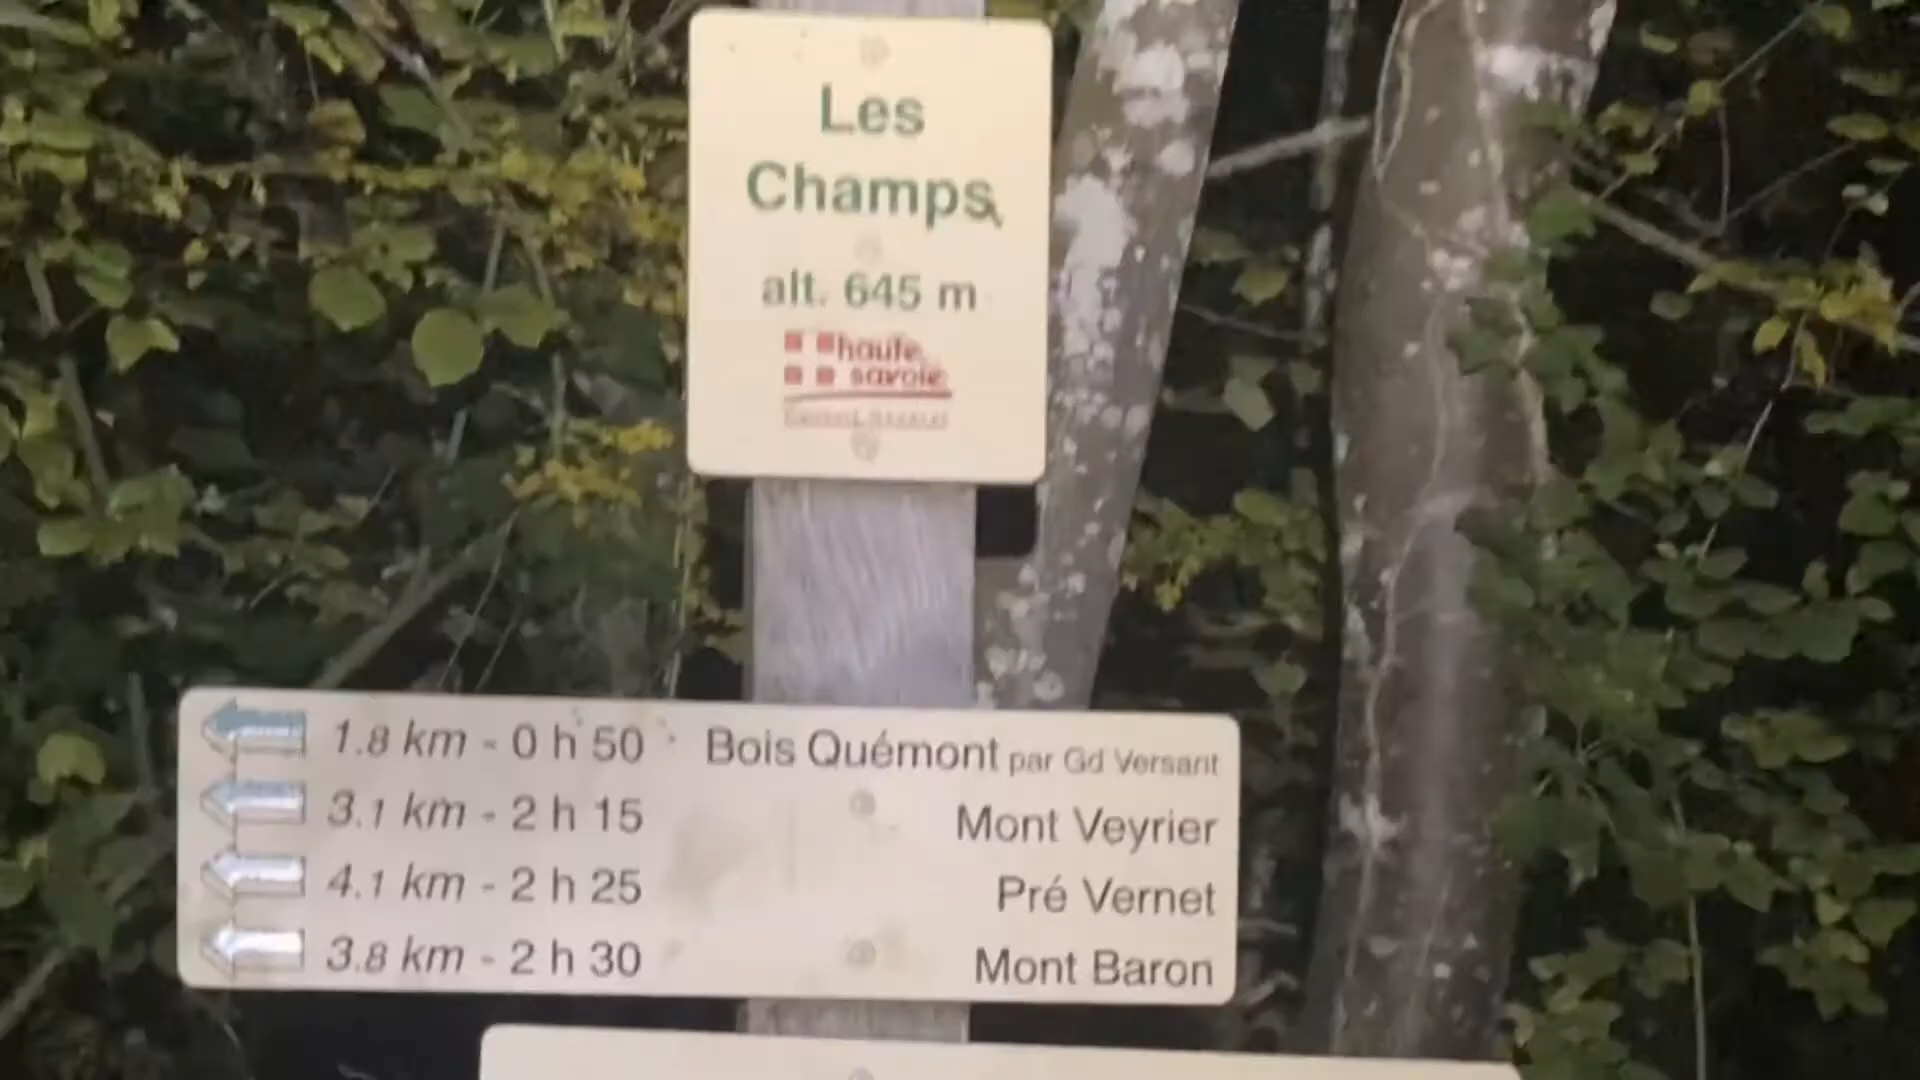 Les
Champs
alt. 645 m
haute
savoie
1.8 km - 0 h 50 Bois Quémont par Gd Versant
3.1 km - 2 h 15 Mont Veyrier
4.1 km - 2 h 25 Pré Vernet
3.8 km - 2 h 30 Mont Baron